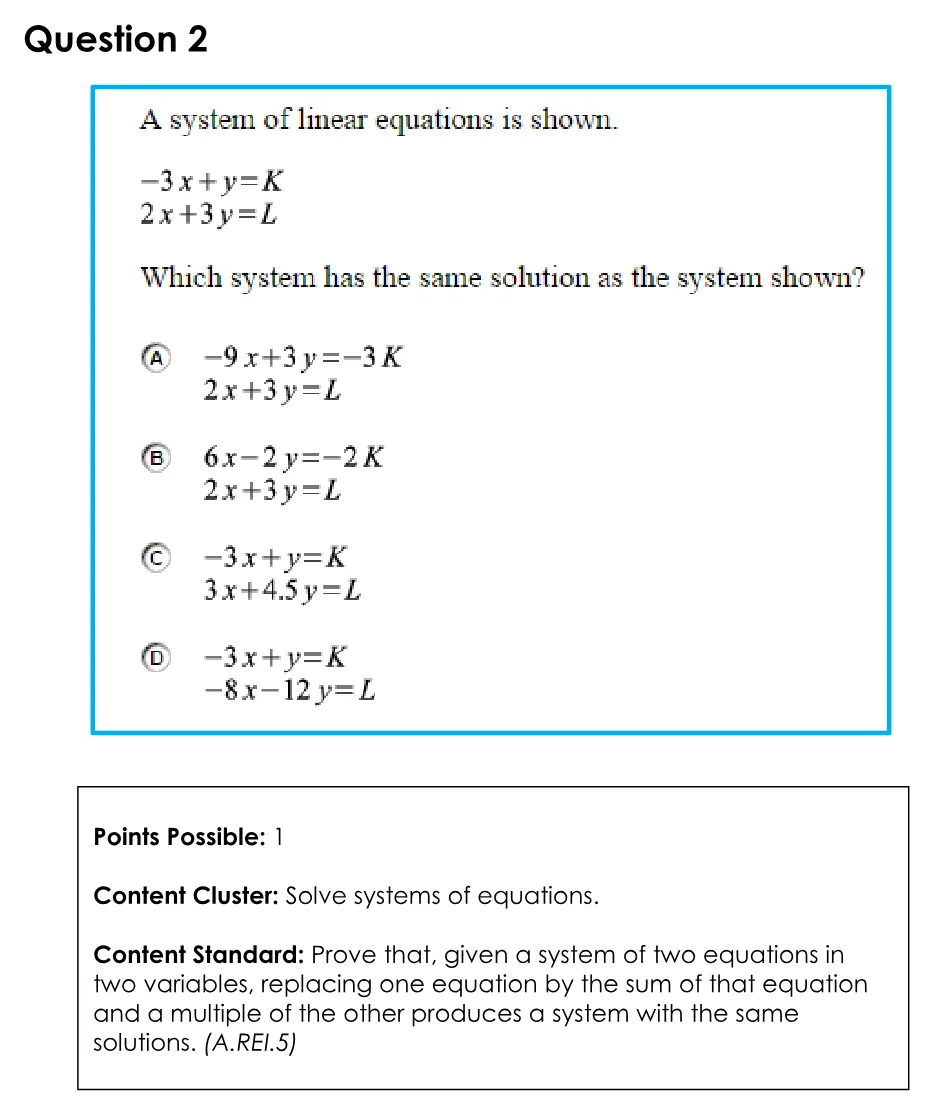 Question 2
A system of linear equations is shown.
−3x+y=K
2x+3y=L
Which system has the same solution as the system shown?
A −9x+3y=−3K
2x+3y=L
B 6x−2y=−2K
2x+3y=L
C −3x+y=K
3x+4.5y=L
D −3x+y=K
−8x−12y=L
Points Possible: 1
Content Cluster: Solve systems of equations.
Content Standard: Prove that, given a system of two equations in
two variables, replacing one equation by the sum of that equation
and a multiple of the other produces a system with the same
solutions. (A.REI.5)